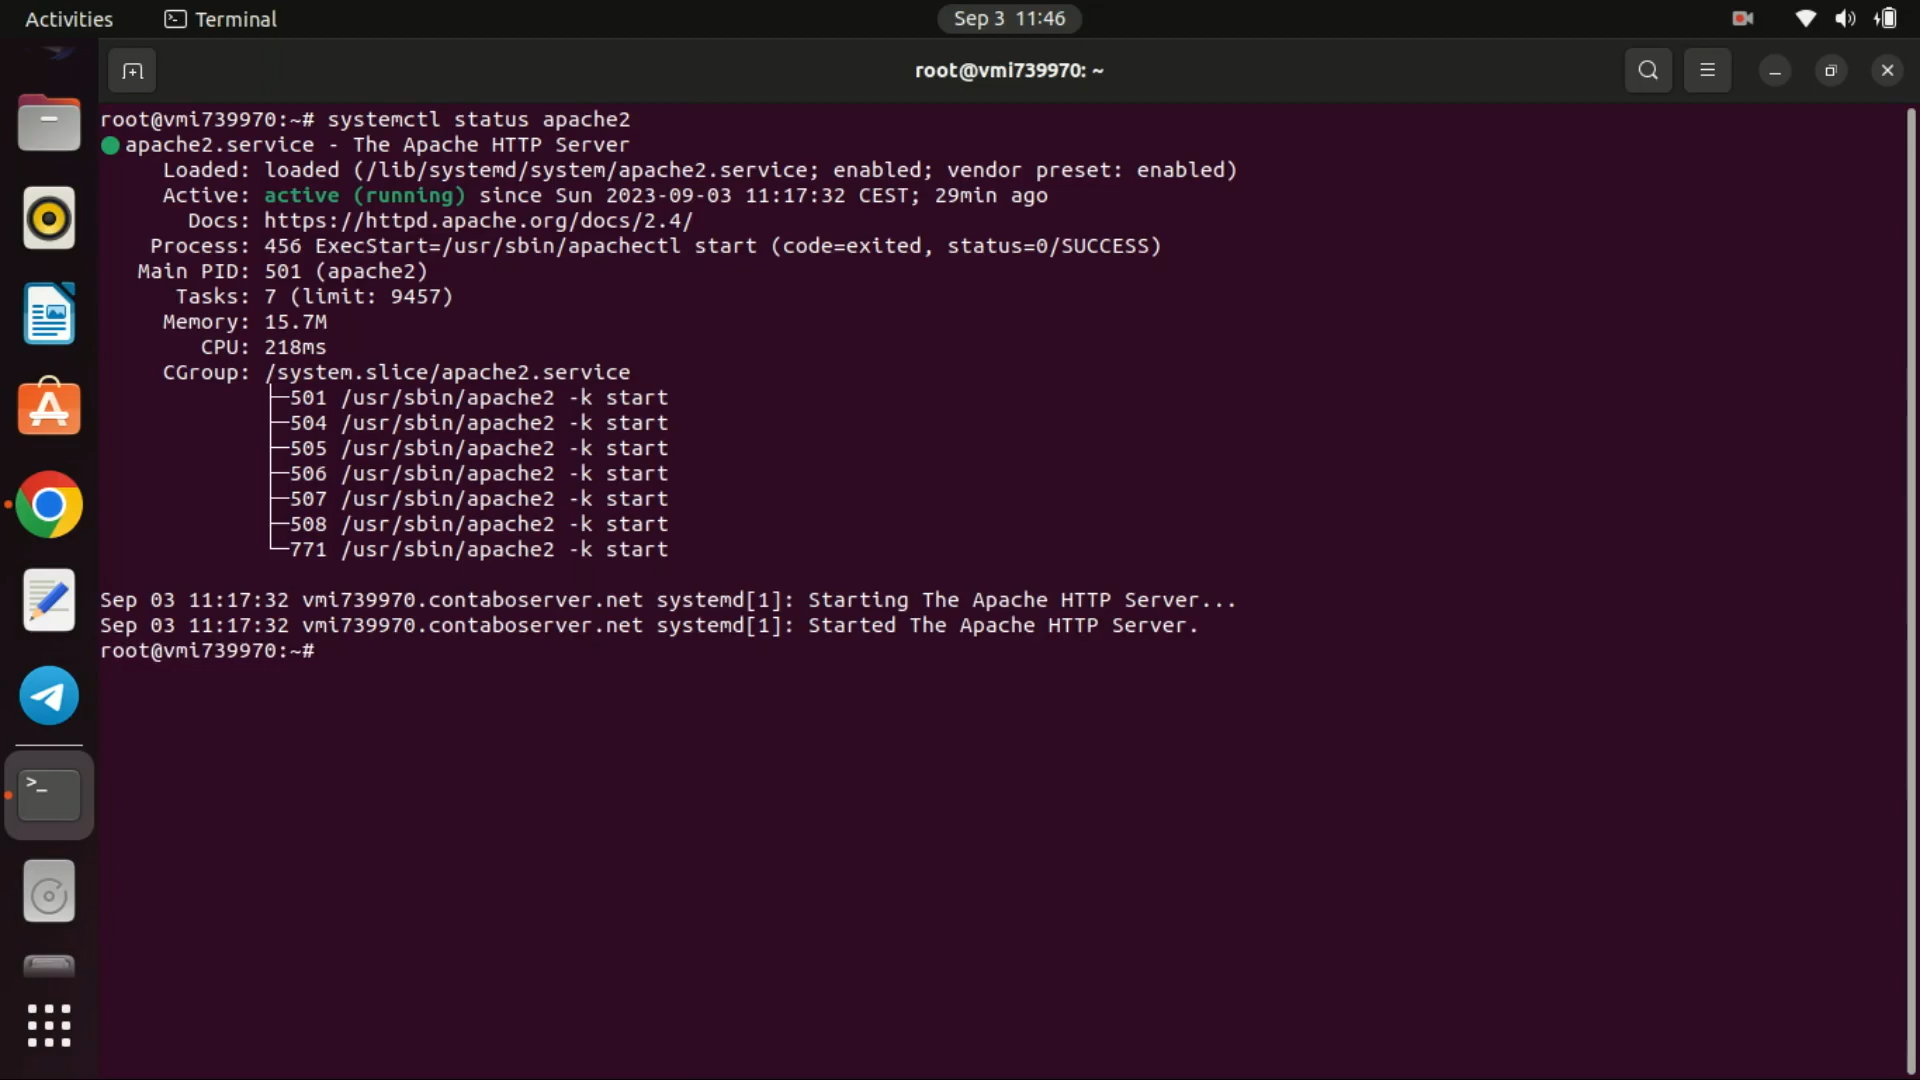 Activities
Terminal
Sep 3 11:46
root@vmi739970: ~
root@vmi739970:~# systemctl status apache2
apache2.service - The Apache HTTP Server
Loaded: loaded (/lib/systemd/system/apache2.service; enabled; vendor preset: enabled)
Active: active (running) since Sun 2023-09-03 11:17:32 CEST; 29min ago
Docs: https://httpd.apache.org/docs/2.4/
Process: 456 ExecStart=/usr/sbin/apachectl start (code=exited, status=0/SUCCESS)
Main PID: 501 (apache2)
Tasks: 7 (limit: 9457)
Memory: 15.7M
CPU: 218ms
CGroup: /system.slice/apache2.service
├─501 /usr/sbin/apache2 -k start
├─504 /usr/sbin/apache2 -k start
├─505 /usr/sbin/apache2 -k start
├─506 /usr/sbin/apache2 -k start
├─507 /usr/sbin/apache2 -k start
├─508 /usr/sbin/apache2 -k start
└─771 /usr/sbin/apache2 -k start
Sep 03 11:17:32 vmi739970.contaboserver.net systemd[1]: Starting The Apache HTTP Server...
Sep 03 11:17:32 vmi739970.contaboserver.net systemd[1]: Started The Apache HTTP Server.
root@vmi739970:~#